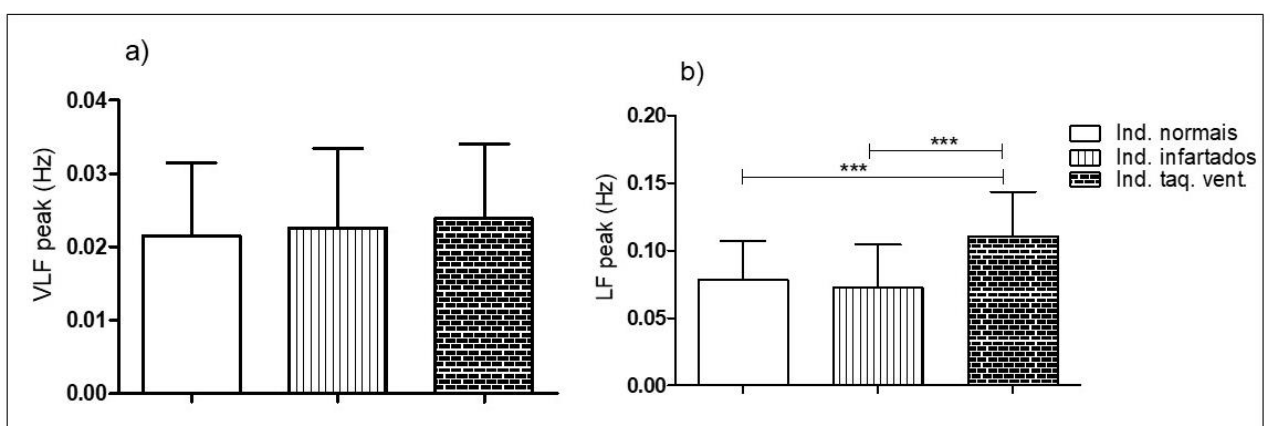 a)
VLF peak (Hz)
0.04
0.03
0.02
0.01
0.00
b)
LF peak (Hz)
0.20
0.15
0.10
0.05
0.00
***
***
Ind. normais
Ind. infartados
Ind. taq. vent.